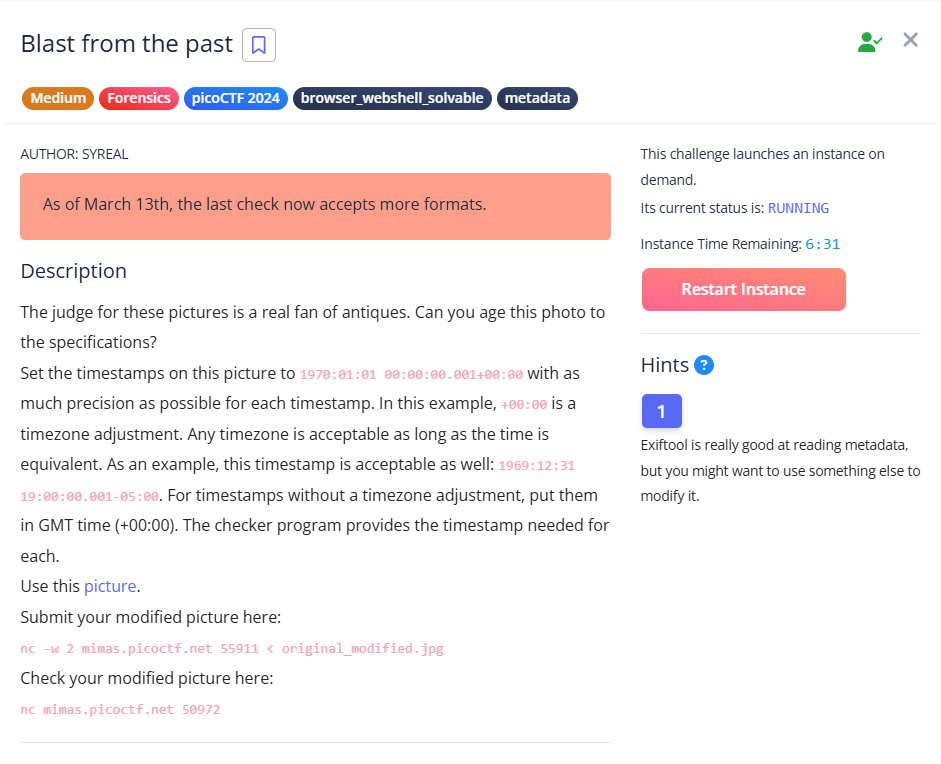 Blast from the past
Medium Forensics picoCTF 2024 browser_webshell_solvable metadata
AUTHOR: SYREAL
As of March 13th, the last check now accepts more formats.
Description
The judge for these pictures is a real fan of antiques. Can you age this photo to
the specifications?
Set the timestamps on this picture to 1970:01:01 00:00:00.001+00:00 with as
much precision as possible for each timestamp. In this example, +00:00 is a
timezone adjustment. Any timezone is acceptable as long as the time is
equivalent. As an example, this timestamp is acceptable as well: 1969:12:31
19:00:00.001-05:00. For timestamps without a timezone adjustment, put them
in GMT time (+00:00). The checker program provides the timestamp needed for
each.
Use this picture.
Submit your modified picture here:
nc -w 2 mimas.picoctf.net 55911 < original_modified.jpg
Check your modified picture here:
nc mimas.picoctf.net 50972
This challenge launches an instance on
demand.
Its current status is: RUNNING
Instance Time Remaining: 6:31
Restart Instance
Hints ?
1
Exiftool is really good at reading metadata,
but you might want to use something else to
modify it.